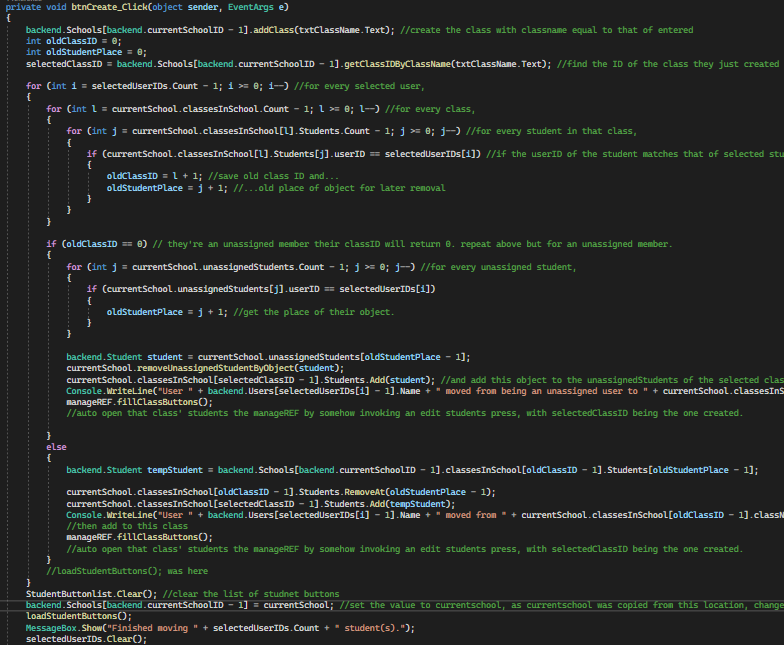 private void btnCreate_Click(object sender, EventArgs e)
{
backend.Schools[backend.currentSchoolID - 1].addClass(txtClassName.Text); //create the class with classname equal to that of entered
int oldClassID = 0;
int oldStudentPlace = 0;
selectedClassID = backend.Schools[backend.currentSchoolID - 1].getClassIDByClassName(txtClassName.Text); //find the ID of the class they just created
for (int i = selectedUserIDs.Count - 1; i >= 0; i--) //for every selected user,
{
for (int l = currentSchool.classesInSchool.Count - 1; l >= 0; l--) //for every class,
{
for (int j = currentSchool.classesInSchool[l].Students.Count - 1; j >= 0; j--) //for every student in that class,
{
if (currentSchool.classesInSchool[l].Students[j].userID == selectedUserIDs[i]) //if the userID of the student matches that of selected stu
{
oldClassID = l + 1; //save old class ID and...
oldStudentPlace = j + 1; //...old place of object for later removal
}
}
}
if (oldClassID == 0) // they're an unassigned member their classID will return 0. repeat above but for an unassigned member.
{
for (int j = currentSchool.unassignedStudents.Count - 1; j >= 0; j--) //for every unassigned student,
{
if (currentSchool.unassignedStudents[j].userID == selectedUserIDs[i])
{
oldStudentPlace = j + 1; //get the place of their object.
}
}
backend.Student student = currentSchool.unassignedStudents[oldStudentPlace - 1];
currentSchool.removeUnassignedStudentByObject(student);
currentSchool.classesInSchool[selectedClassID - 1].Students.Add(student); //and add this object to the unassignedStudents of the selected clas
Console.WriteLine("User " + backend.Users[selectedUserIDs[i] - 1].Name + " moved from being an unassigned user to " + currentSchool.classesInS
manageREF.fillClassButtons();
//auto open that class' students the manageREF by somehow invoking an edit students press, with selectedClassID being the one created.
}
else
{
backend.Student tempStudent = backend.Schools[backend.currentSchoolID - 1].classesInSchool[oldClassID - 1].Students[oldStudentPlace - 1];
currentSchool.classesInSchool[oldClassID - 1].Students.RemoveAt(oldStudentPlace - 1);
currentSchool.classesInSchool[selectedClassID - 1].Students.Add(tempStudent);
Console.WriteLine("User " + backend.Users[selectedUserIDs[i] - 1].Name + " moved from " + currentSchool.classesInSchool[oldClassID - 1].classN
//then add to this class
manageREF.fillClassButtons();
//auto open that class' students the manageREF by somehow invoking an edit students press, with selectedClassID being the one created.
}
//loadStudentButtons(); was here
}
StudentButtonlist.Clear(); //clear the list of studnet buttons
backend.Schools[backend.currentSchoolID - 1] = currentSchool; //set the value to currentschool, as currentschool was copied from this location, change
loadStudentButtons();
MessageBox.Show("Finished moving " + selectedUserIDs.Count + " student(s).");
selectedUserIDs.Clear();